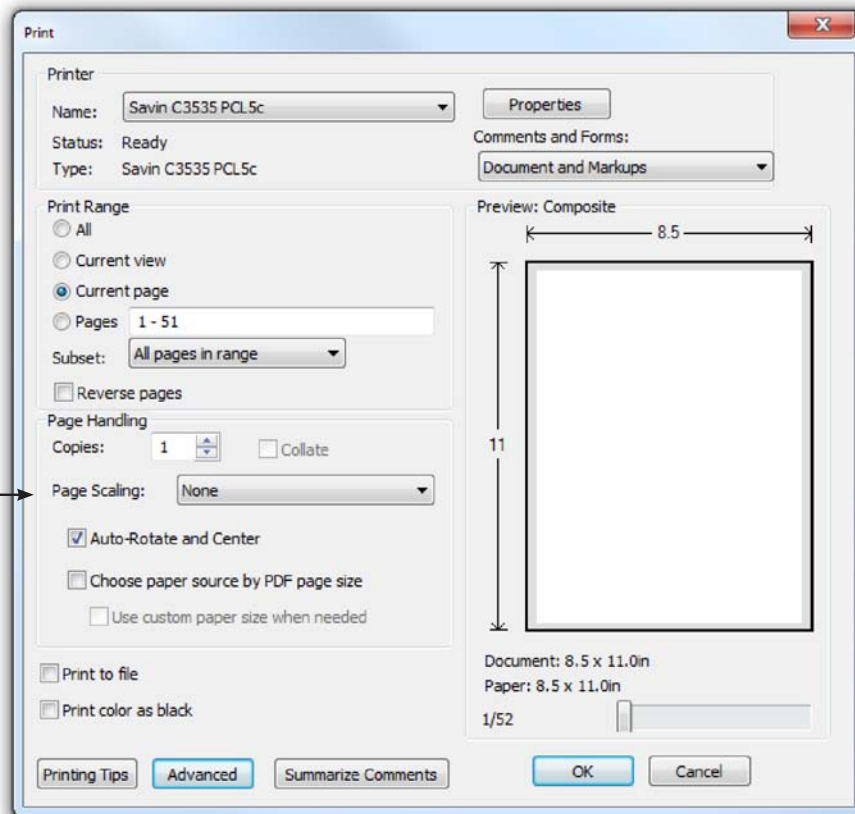 Print
Printer
Name: Savin C3535 PCL5c
Properties
Status: Ready
Comments and Forms:
Type: Savin C3535 PCL5c
Document and Markups
Print Range
All
Current view
Current page
Pages 1 - 51
Subset: All pages in range
Reverse pages
Page Handling
Copies: 1 Collate
Page Scaling: None
Auto-Rotate and Center
Choose paper source by PDF page size
Use custom paper size when needed
Print to file
Print color as black
Preview: Composite
8.5
11
Document: 8.5 x 11.0in
Paper: 8.5 x 11.0in
1/52
Printing Tips Advanced Summarize Comments OK Cancel